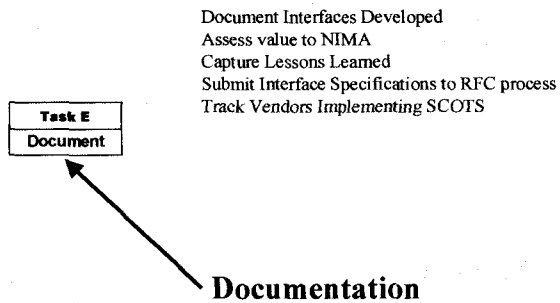 Document Interfaces Developed
Assess value to NIMA
Capture Lessons Learned
Submit Interface Specifications to RFC process
Track Vendors Implementing SCOTS
Task E
Document
Documentation